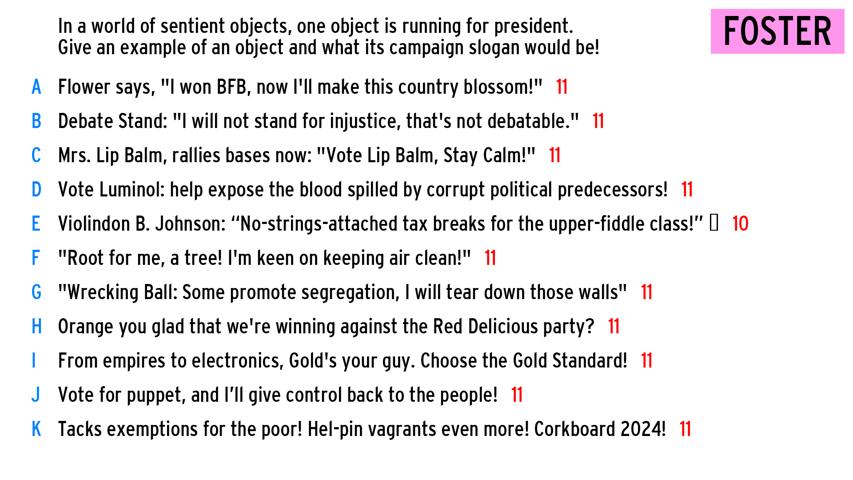 In a world of sentient objects, one object is running for president.
Give an example of an object and what its campaign slogan would be!
FOSTER
A Flower says, "I won BFB, now I'll make this country blossom!" 11
B Debate Stand: "I will not stand for injustice, that's not debatable." 11
C Mrs. Lip Balm, rallies bases now: "Vote Lip Balm, Stay Calm!" 11
D Vote Luminol: help expose the blood spilled by corrupt political predecessors! 11
E Violindon B. Johnson: “No-strings-attached tax breaks for the upper-fiddle class!” 10
F "Root for me, a tree! I'm keen on keeping air clean!" 11
G "Wrecking Ball: Some promote segregation, I will tear down those walls" 11
H Orange you glad that we're winning against the Red Delicious party? 11
I From empires to electronics, Gold's your guy. Choose the Gold Standard! 11
J Vote for puppet, and I’ll give control back to the people! 11
K Tacks exemptions for the poor! Hel-pin vagrants even more! Corkboard 2024! 11